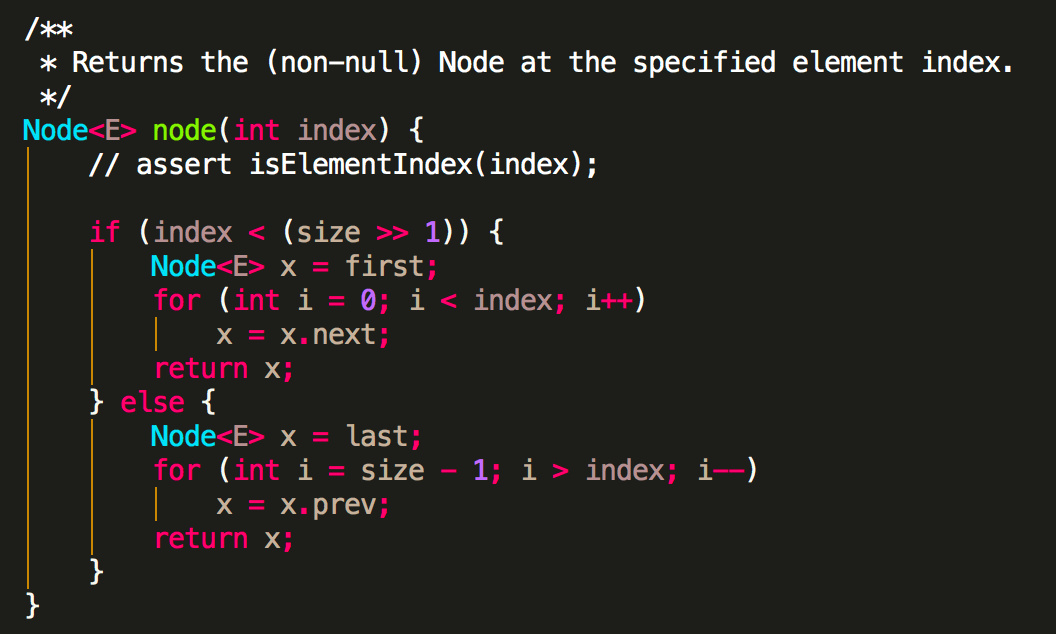 /**
 * Returns the (non-null) Node at the specified element index.
 */
Node<E> node(int index) {
    // assert isElementIndex(index);

    if (index < (size >> 1)) {
        Node<E> x = first;
        for (int i = 0; i < index; i++)
            x = x.next;
        return x;
    } else {
        Node<E> x = last;
        for (int i = size - 1; i > index; i--)
            x = x.prev;
        return x;
    }
}